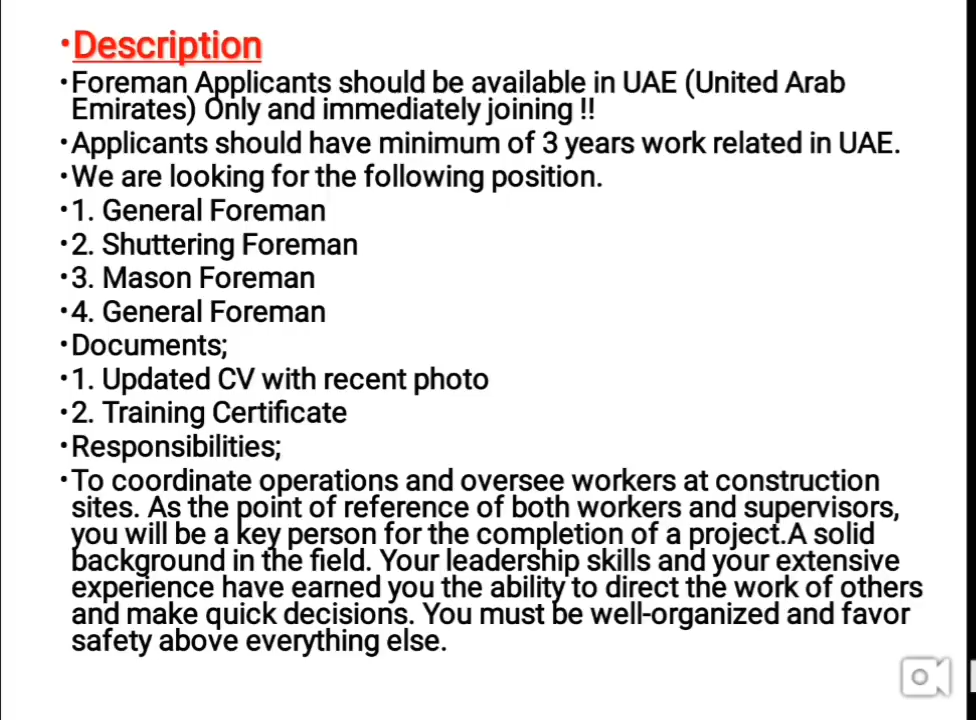 •Description
•Foreman Applicants should be available in UAE (United Arab
Emirates) Only and immediately joining !!
•Applicants should have minimum of 3 years work related in UAE.
•We are looking for the following position.
•1. General Foreman
•2. Shuttering Foreman
•3. Mason Foreman
•4. General Foreman
•Documents;
•1. Updated CV with recent photo
•2. Training Certificate
•Responsibilities;
•To coordinate operations and oversee workers at construction
sites. As the point of reference of both workers and supervisors,
you will be a key person for the completion of a project.A solid
background in the field. Your leadership skills and your extensive
experience have earned you the ability to direct the work of others
and make quick decisions. You must be well-organized and favor
safety above everything else.